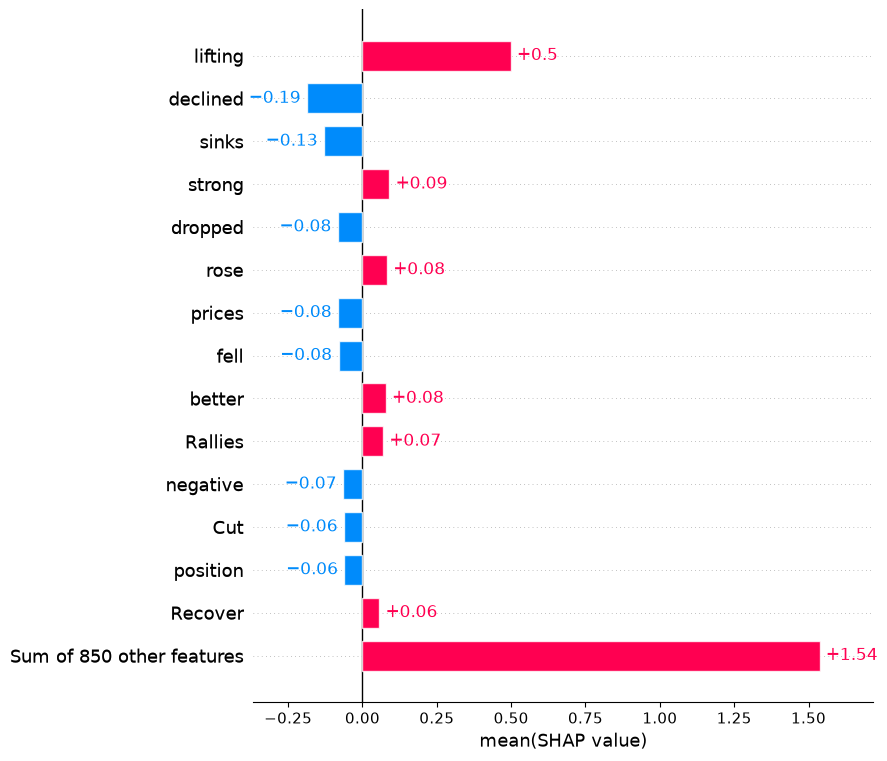 lifting +0.5
declined −0.19
sinks −0.13
strong +0.09
dropped −0.08
rose +0.08
prices −0.08
fell −0.08
better +0.08
Rallies +0.07
negative −0.07
Cut −0.06
position −0.06
Recover +0.06
Sum of 850 other features +1.54
−0.25 0.00 0.25 0.50 0.75 1.00 1.25 1.50
mean(SHAP value)